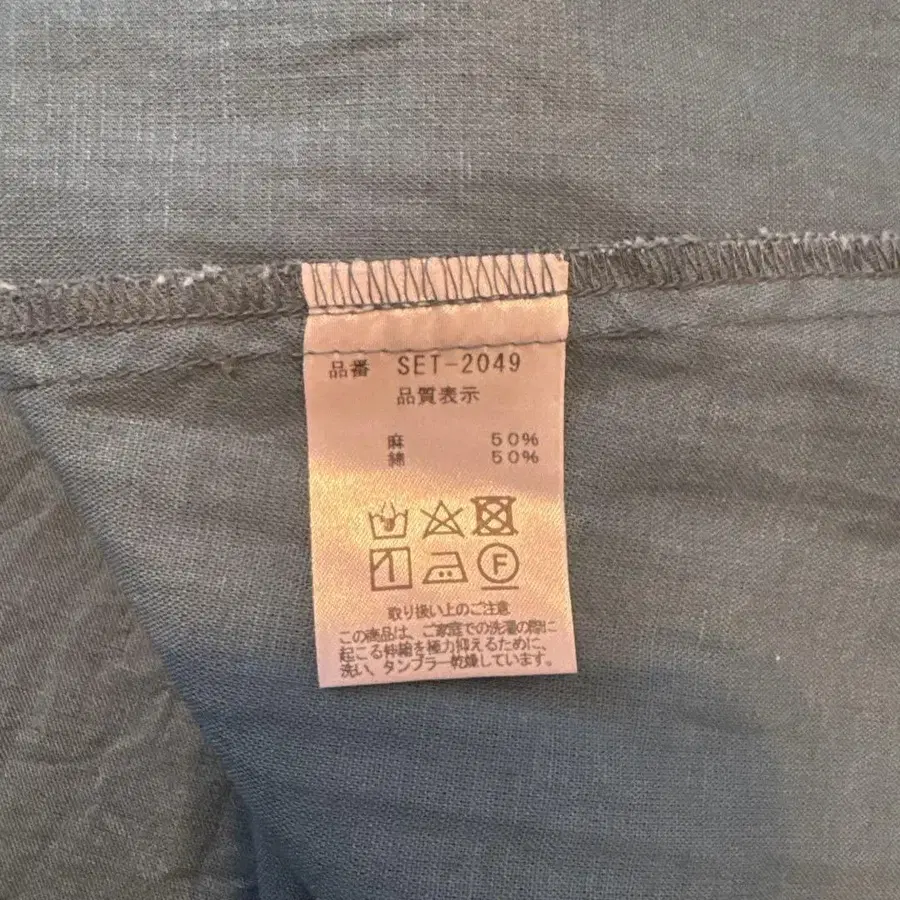 品番 SET-2049
品質表示
麻 50%
綿 50%
F
取り扱い上のご注意
この商品は、ご家庭での洗濯の際に
起こる伸縮を極力抑えるために、
洗い、タンブラー乾燥しています。